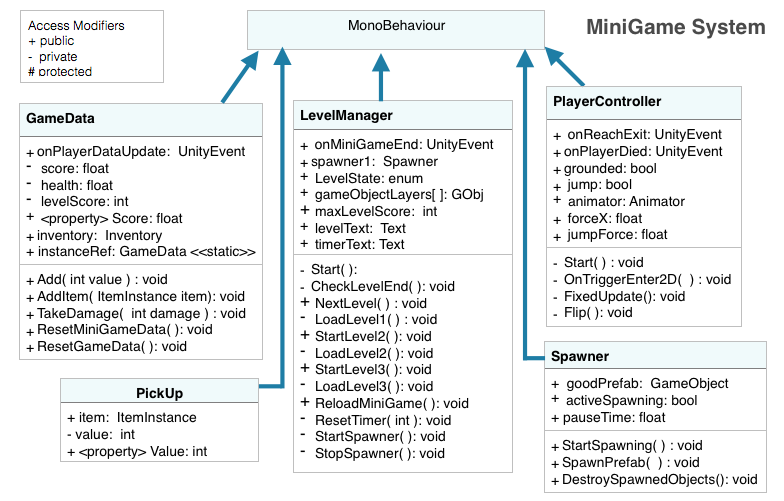 Access Modifiers
+ public
- private
# protected
MonoBehaviour
MiniGame System
GameData
+ onPlayerDataUpdate: UnityEvent
- score: float
- health: float
- levelScore: int
+ <property> Score: float
+ inventory: Inventory
+ instanceRef: GameData <<static>>
+ Add( int value ) : void
+ AddItem( ItemInstance item): void
+ TakeDamage( int damage ) : void
+ ResetMiniGameData( ): void
+ ResetGameData( ): void
PickUp
+ item: ItemInstance
- value: int
+ <property> Value: int
LevelManager
+ onMiniGameEnd: UnityEvent
+ spawner1: Spawner
+ LevelState: enum
+ gameObjectLayers[ ]: GObj
+ maxLevelScore: int
+ levelText: Text
+ timerText: Text
- Start( ):
- CheckLevelEnd( ): void
+ NextLevel( ) : void
- LoadLevel1( ) : void
+ StartLevel2( ): void
- LoadLevel2( ): void
+ StartLevel3( ): void
- LoadLevel3( ): void
+ ReloadMiniGame( ): void
- ResetTimer( int ): void
- StartSpawner( ): void
- StopSpawner( ): void
PlayerController
+ onReachExit: UnityEvent
+ onPlayerDied: UnityEvent
+ grounded: bool
+ jump: bool
+ animator: Animator
+ forceX: float
+ jumpForce: float
- Start( ) : void
- OnTriggerEnter2D( ) : void
- FixedUpdate(): void
- Flip( ): void
Spawner
+ goodPrefab: GameObject
+ activeSpawning: bool
+ pauseTime: float
+ StartSpawning( ) : void
+ SpawnPrefab( ) : void
+ DestroySpawnedObjects(): void